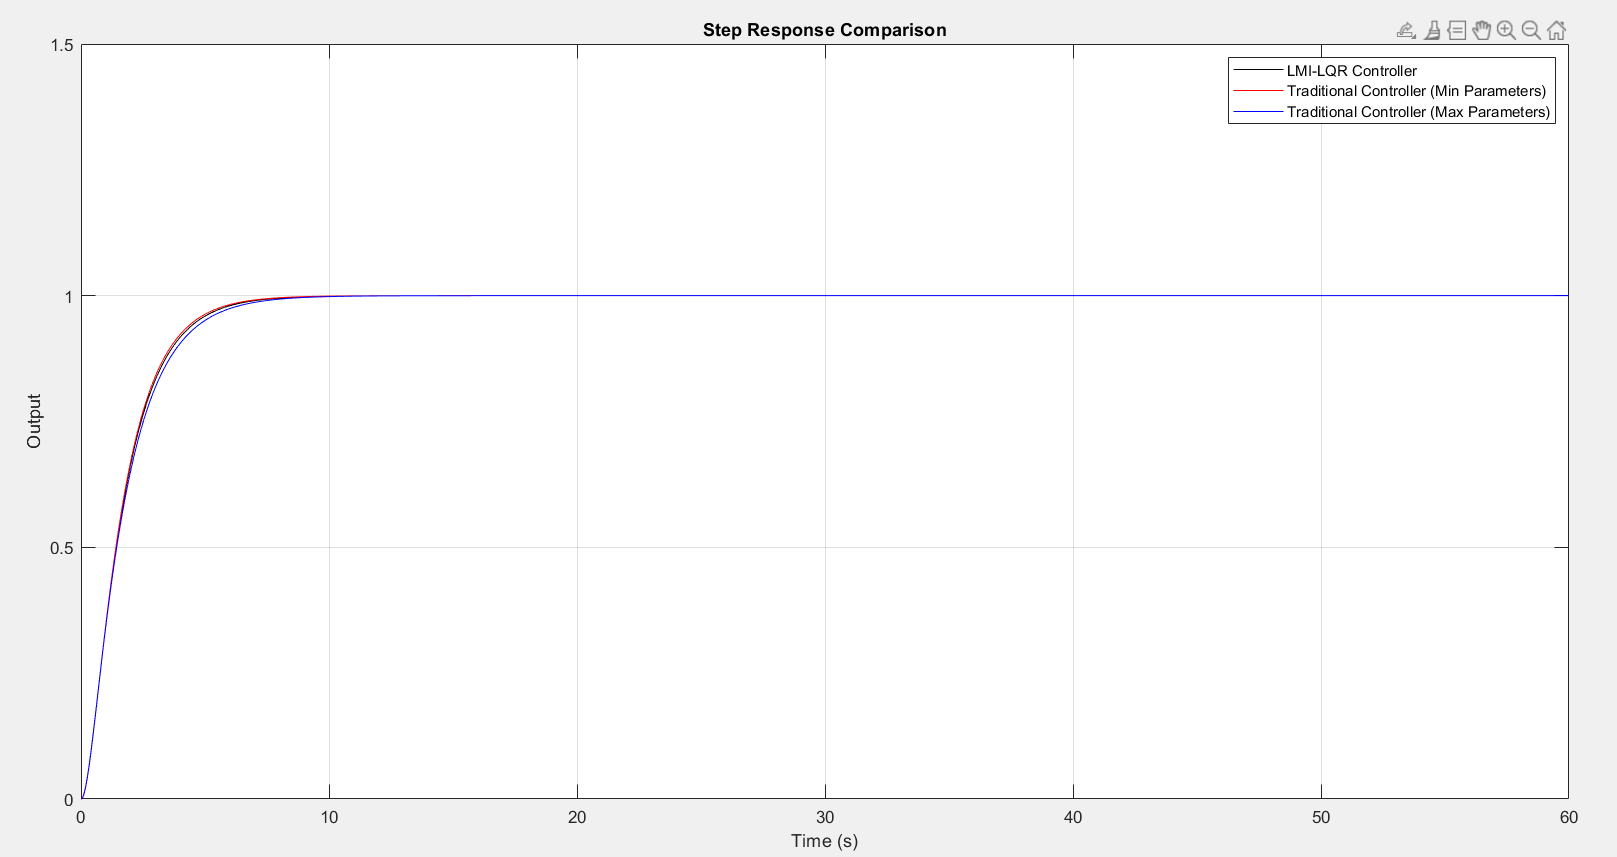 Step Response Comparison
1.5
LMI-LQR Controller
Traditional Controller (Min Parameters)
Traditional Controller (Max Parameters)
1
Output
0.5
0
0 10 20 30 40 50 60
Time (s)